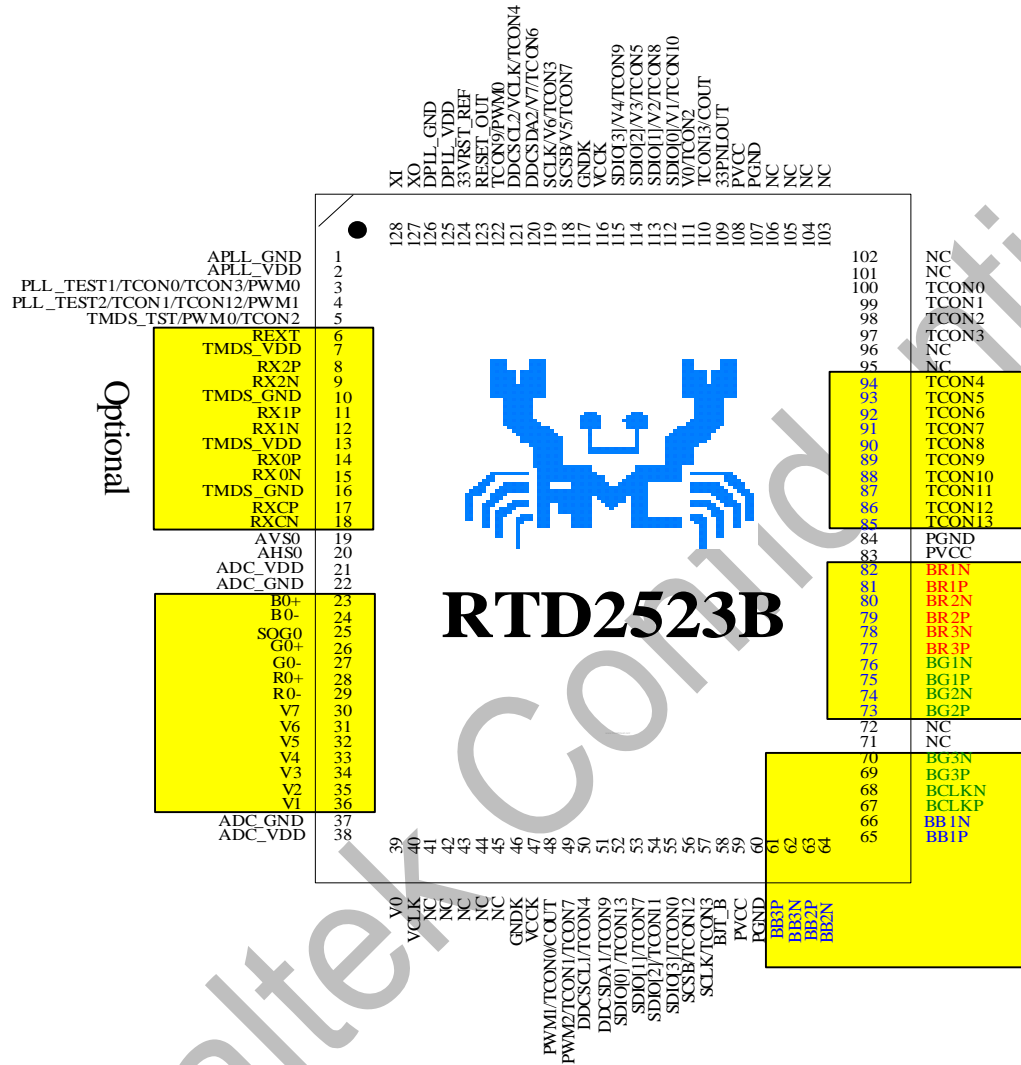 XI
XO
DPLL_GND
DPLL_VDD
33VRST_REF
RESET_OUT
TCON9/PWM0
DDCSCL2/VCLK/TCON4
DDCSDA2/V7/TCON6
SCLK/V6/TCON3
SCSB/V5/TCON7
GNDK
VCCK
SDIO[3]/V4/TCON9
SDIO[2]/V3/TCON5
SDIO[1]/V2/TCON8
SDIO[0]/V1/TCON10
V0/TCON2
TCON13/COUT
33PNLOUT
PVCC
PGND
NC
NC
NC
NC
128
127
126
125
124
123
122
121
120
119
118
117
116
115
114
113
112
111
110
109
108
107
106
105
104
103
APLL_GND 1
APLL_VDD 2
PLL_TEST1/TCON0/TCON3/PWM0 3
PLL_TEST2/TCON1/TCON12/PWM1 4
TMDS_TST/PWM0/TCON2 5
REXT 6
TMDS_VDD 7
RX2P 8
RX2N 9
TMDS_GND 10
RX1P 11
RX1N 12
TMDS_VDD 13
RX0P 14
RX0N 15
TMDS_GND 16
RXCP 17
RXCN 18
AVS0 19
AHS0 20
ADC_VDD 21
ADC_GND 22
B0+ 23
B0- 24
SOG0 25
G0+ 26
G0- 27
R0+ 28
R0- 29
V7 30
V6 31
V5 32
V4 33
V3 34
V2 35
V1 36
ADC_GND 37
ADC_VDD 38
Optional
RTD2523B
102 NC
101 NC
100 TCON0
99 TCON1
98 TCON2
97 TCON3
96 NC
95 NC
94 TCON4
93 TCON5
92 TCON6
91 TCON7
90 TCON8
89 TCON9
88 TCON10
87 TCON11
86 TCON12
85 TCON13
84 PGND
83 PVCC
82 BR1N
81 BR1P
80 BR2N
79 BR2P
78 BR3N
77 BR3P
76 BG1N
75 BG1P
74 BG2N
73 BG2P
72 NC
71 NC
70 BG3N
69 BG3P
68 BCLKN
67 BCLKP
66 BB1N
65 BB1P
39
40
41
42
43
44
45
46
47
48
49
50
51
52
53
54
55
56
57
58
59
60
61
62
63
64
V0
VCLK
NC
NC
NC
NC
NC
GNDK
VCCK
PWM1/TCON0/COUT
PWM2/TCON1/TCON7
DDCSCL1/TCON4
DDCSDA1/TCON9
SDIO[0]/TCON13
SDIO[1]/TCON7
SDIO[2]/TCON11
SDIO[3]/TCON0
SCSB/TCON12
SCLK/TCON3
BJT_B
PVCC
PGND
BB3P
BB3N
BB2P
BB2N